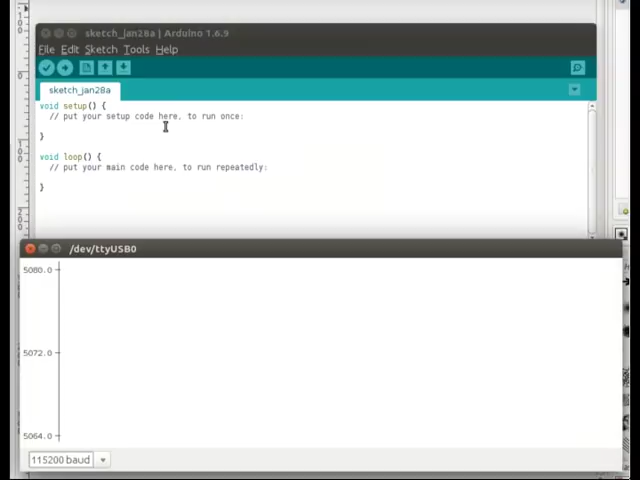 sketch_jan28a | Arduino 1.6.9
File Edit Sketch Tools Help
sketch_jan28a
void setup() {
// put your setup code here, to run once:
}
void loop() {
// put your main code here, to run repeatedly:
}
/dev/ttyUSB0
5080.0
5072.0
5064.0
115200 baud